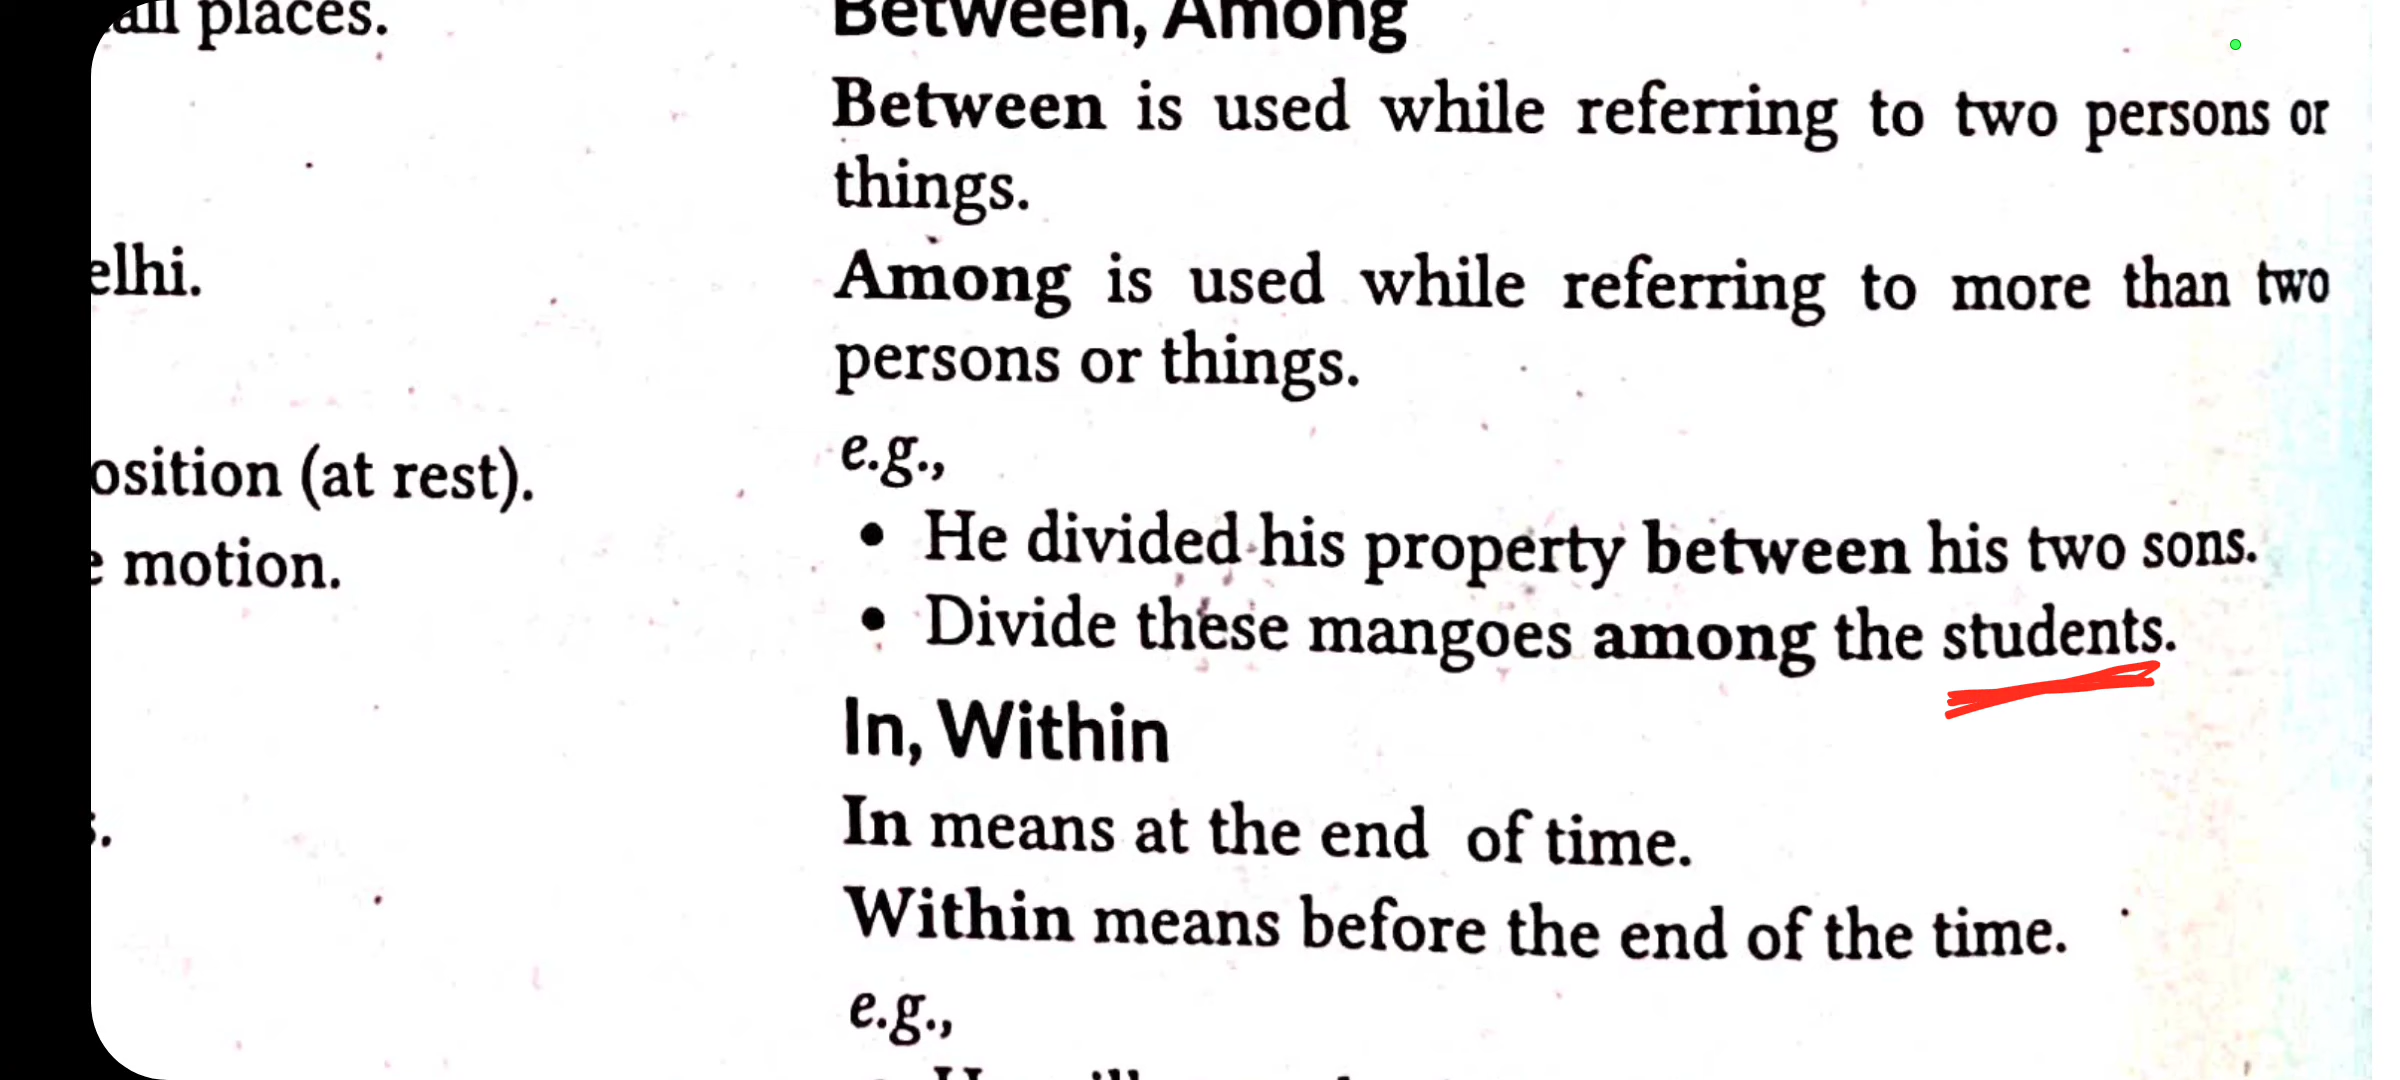 all places.
elhi.
osition (at rest).
e motion.
s.
Between, Among
Between is used while referring to two persons or
things.
Among is used while referring to more than two
persons or things.
e.g.,
• He divided his property between his two sons.
• Divide these mangoes among the students.
In, Within
In means at the end of time.
Within means before the end of the time.
e.g.,